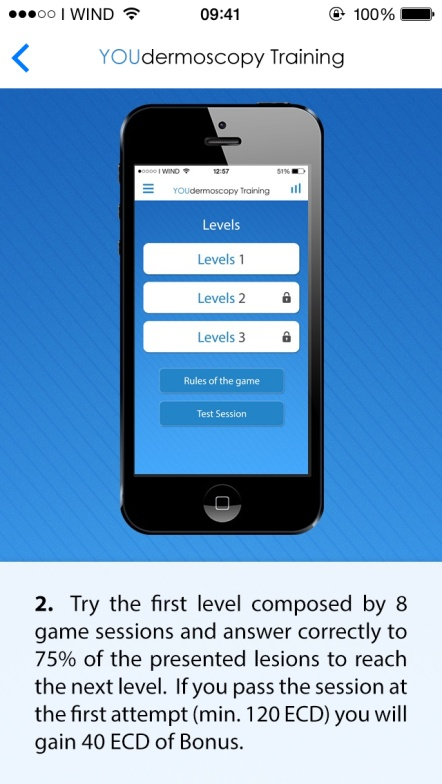 I WIND 09:41 100%
YOUdermoscopy Training
I WIND 12:57 51%
YOUdermoscopy Training
Levels
Levels 1
Levels 2
Levels 3
Rules of the game
Test Session
2. Try the first level composed by 8
game sessions and answer correctly to
75% of the presented lesions to reach
the next level. If you pass the session at
the first attempt (min. 120 ECD) you will
gain 40 ECD of Bonus.